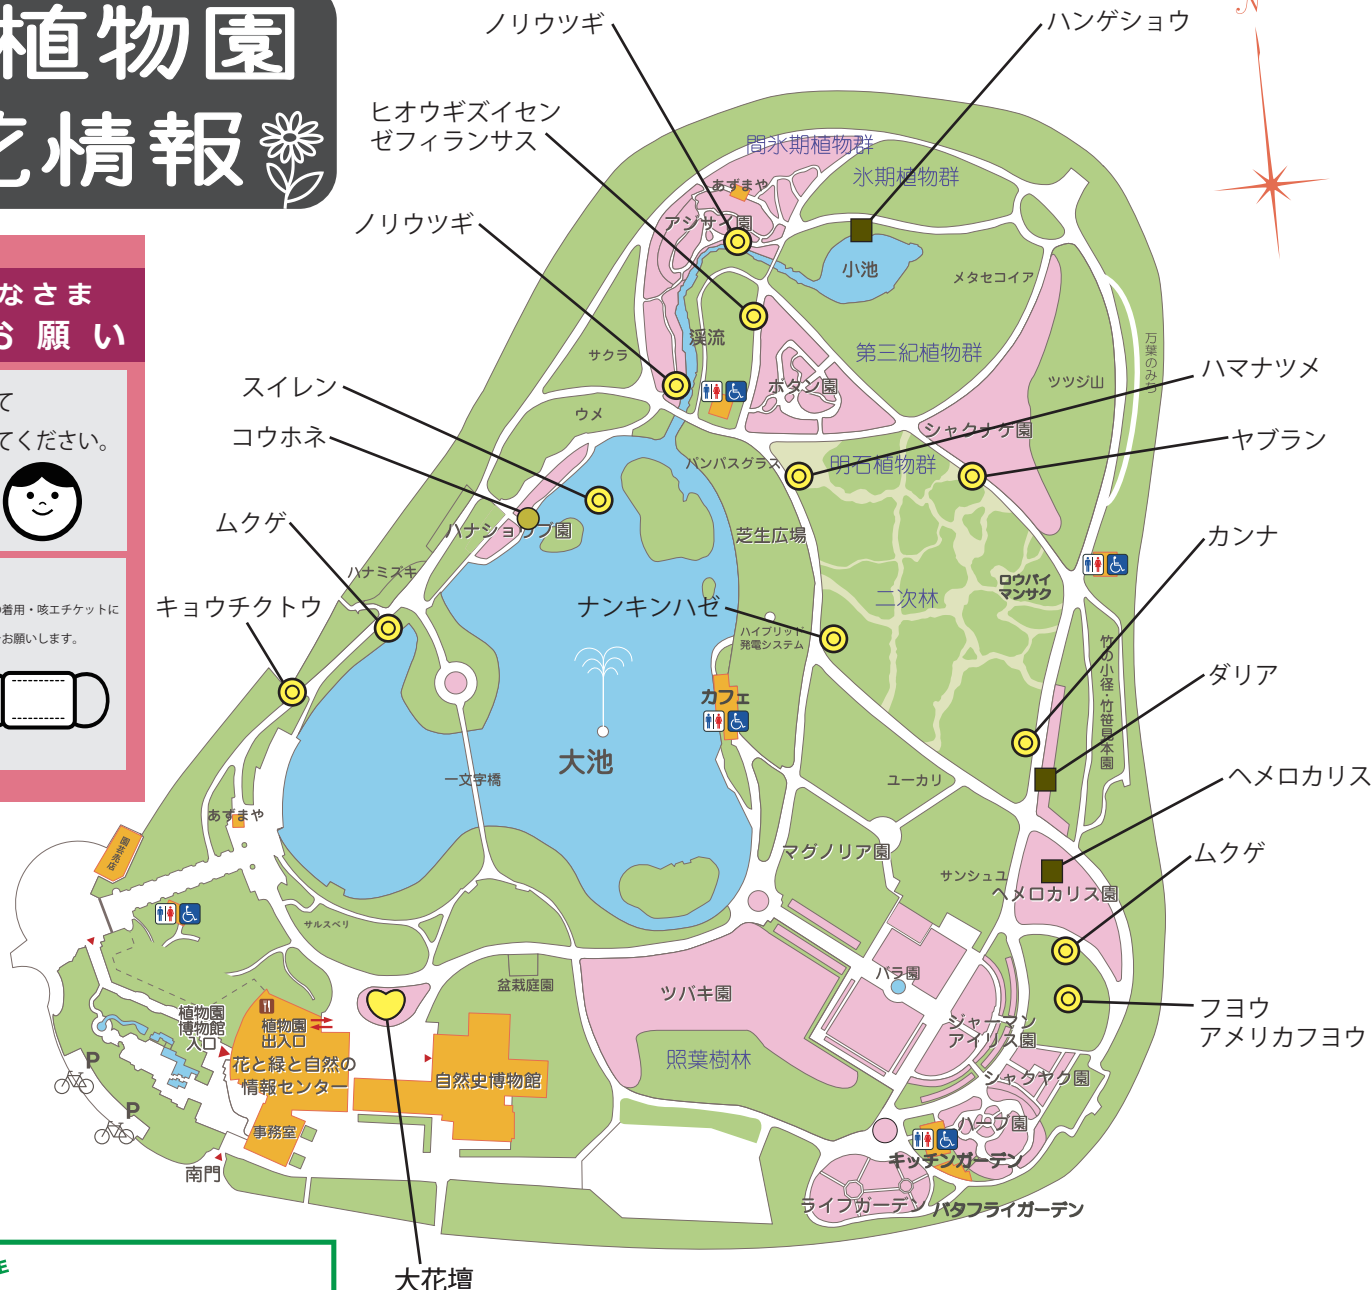 植物園
花情報
なさま
お願い
て
てください。
着用・咳エチケットに
お願いします。
N
ノリウツギ
ハンゲショウ
ヒオウギズイセン
ゼフィランサス
ノリウツギ
スイレン
コウホネ
ムクゲ
キョウチクトウ
ナンキンハゼ
ハマナツメ
ヤブラン
カンナ
ダリア
ヘメロカリス
ムクゲ
フヨウ
アメリカフヨウ
大花壇
間氷期植物群
氷期植物群
あずまや
アジサイ園
小池
メタセコイア
渓流
サクラ
第三紀植物群
ボタン園
ツツジ山
万葉のみち
ウメ
シャクナゲ園
パンパスグラス
明石植物群
ハナショウブ園
芝生広場
ハナミズキ
ロウバイ
マンサク
二次林
ハイブリッド
発電システム
竹の小径・竹笹見本園
カフェ
大池
一文字橋
ユーカリ
あずまや
園芸売店
マグノリア園
サンシュユ
ヘメロカリス園
サルスベリ
バラ園
盆栽庭園
ツバキ園
植物園
博物館
入口
植物園
出入口
ジャーマン
アイリス園
花と緑と自然の
情報センター
自然史博物館
照葉樹林
シャクヤク園
P
P
ハーブ園
事務室
キッチンガーデン
南門
ライフガーデン
バタフライガーデン